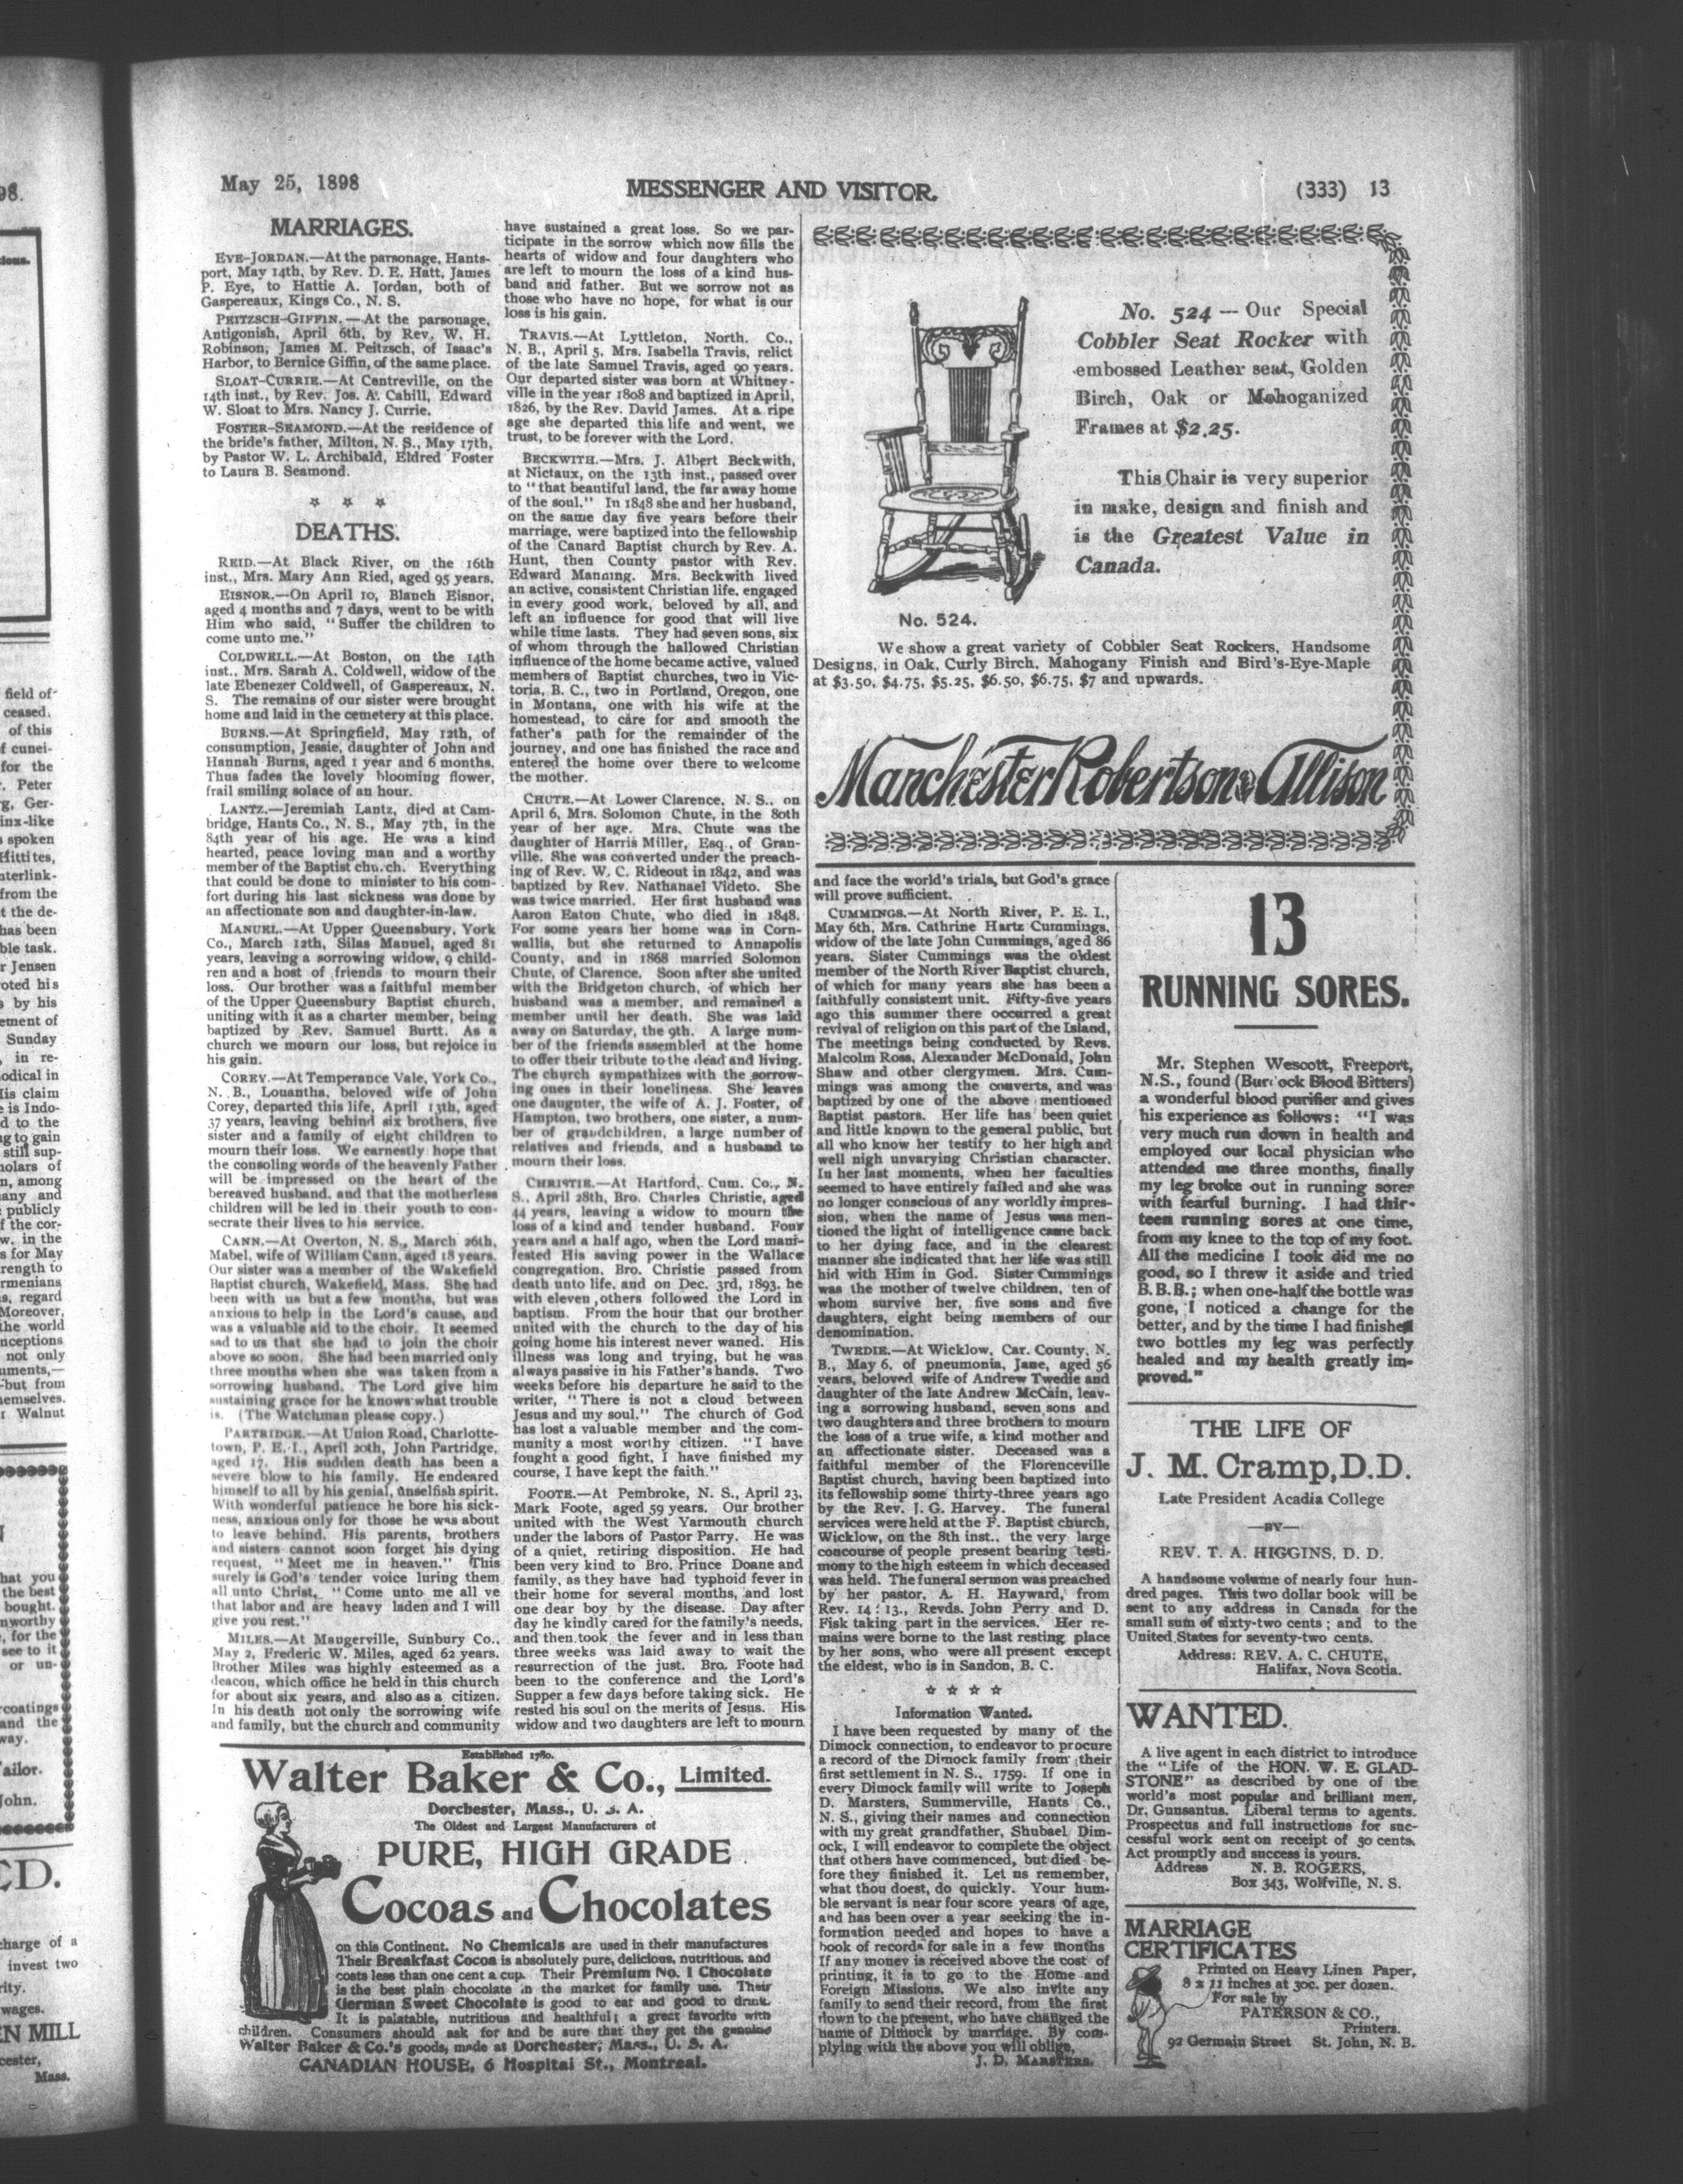 May 25, 1898
MESSENGER AND VISITOR.
(333) 13
MARRIAGES.
EYE-JORDAN.—At the parsonage, Hants-
port, May 14th, by Rev. D. E. Hatt, James
P. Eye, to Hattie A. Jordan, both of
Gaspereaux, Kings Co., N. S.
PEITZSCH-GIFFIN.—At the parsonage,
Antigonish, April 6th, by Rev. W. H.
Robinson, James M. Peitzsch, of Isaac's
Harbor, to Bernice Giffin, of the same place.
SLOAT-CURRIE.—At Centreville, on the
14th inst., by Rev. Jos. A. Cahill, Edward
W. Sloat to Mrs. Nancy J. Currie.
FOSTER-SEAMOND.—At the residence of
the bride's father, Milton, N. S., May 17th,
by Pastor W. L. Archibald, Eldred Foster
to Laura B. Seamond.
DEATHS.
REID.—At Black River, on the 16th
inst., Mrs. Mary Ann Ried, aged 95 years.
EISNOR.—On April 10, Blauch Eisnor,
aged 4 months and 7 days, went to be with
Him who said, "Suffer the children to
come unto me."
COLDWELL.—At Boston, on the 14th
inst., Mrs. Sarah A. Coldwell, widow of the
late Ebenezer Coldwell, of Gaspereaux, N.
S. The remains of our sister were brought
home and laid in the cemetery at this place.
BURNS.—At Springfield, May 12th, of
consumption, Jessie, daughter of John and
Hannah Burns, aged 1 year and 6 months.
Thus fades the lovely blooming flower,
frail smiling solace of an hour.
LANTZ.—Jeremiah Lantz, died at Cam-
bridge, Hants Co., N. S., May 7th, in the
84th year of his age. He was a kind
hearted, peace loving man and a worthy
member of the Baptist church. Everything
that could be done to minister to his com-
fort during his last sickness was done by
an affectionate son and daughter-in-law.
MANUEL.—At Upper Queensbury, York
Co., March 12th, Silas Manuel, aged 81
years, leaving a sorrowing widow, 9 child-
ren and a host of friends to mourn their
loss. Our brother was a faithful member
of the Upper Queensbury Baptist church,
uniting with it as a charter member, being
baptized by Rev. Samuel Burtt. As a
church we mourn our loss, but rejoice in
his gain.
COREY.—At Temperance Vale, York Co.,
N. B., Louantha, beloved wife of John
Corey, departed this life, April 13th, aged
37 years, leaving behind six brothers, five
sister and a family of eight children to
mourn their loss. We earnestly hope that
the consoling words of the heavenly Father
will be impressed on the heart of the
bereaved husband, and that the motherless
children will be led in their youth to con-
secrate their lives to his service.
CANN.—At Overton, N. S., March 26th,
Mabel, wife of William Cann, aged 18 years.
Our sister was a member of the Wakefield
Baptist church, Wakefield, Mass. She had
been with us but a few months, but was
anxious to help in the Lord's cause, and
was a valuable aid to the choir. It seemed
sad to us that she had to join the choir
above so soon. She had been married only
three months when she was taken from a
sorrowing husband. The Lord give him
sustaining grace for he knows what trouble
is. (The Watchman please copy.)
PARTRIDGE.—At Union Road, Charlotte-
town, P. E. I., April 20th, John Partridge,
aged 17. His sudden death has been a
severe blow to his family. He endeared
himself to all by his genial, unselfish spirit.
With wonderful patience he bore his sick-
ness, anxious only for those he was about
to leave behind. His parents, brothers
and sisters cannot soon forget his dying
request, "Meet me in heaven." This
surely is God's tender voice luring them
all unto Christ, "Come unto me all ye
that labor and are heavy laden and I will
give you rest."
MILES.—At Maugerville, Sunbury Co.,
May 2, Frederic W. Miles, aged 62 years.
Brother Miles was highly esteemed as a
deacon, which office he held in this church
for about six years, and also as a citizen.
In his death not only the sorrowing wife
and family, but the church and community
have sustained a great loss. So we par-
ticipate in the sorrow which now fills the
hearts of widow and four daughters who
are left to mourn the loss of a kind hus-
band and father. But we sorrow not as
those who have no hope, for what is our
loss is his gain.
TRAVIS.—At Lyttleton, North. Co.,
N. B., April 5, Mrs. Isabella Travis, relict
of the late Samuel Travis, aged 90 years.
Our departed sister was born at Whitney-
ville in the year 1808 and baptized in April,
1826, by the Rev. David James. At a ripe
age she departed this life and went, we
trust, to be forever with the Lord.
BECKWITH.—Mrs. J. Albert Beckwith,
at Nictaux, on the 13th inst., passed over
to "that beautiful land, the far away home
of the soul." In 1848 she and her husband,
on the same day five years before their
marriage, were baptized into the fellowship
of the Canard Baptist church by Rev. A.
Hunt, then County pastor with Rev.
Edward Manning. Mrs. Beckwith lived
an active, consistent Christian life, engaged
in every good work, beloved by all, and
left an influence for good that will live
while time lasts. They had seven sons, six
of whom through the hallowed Christian
influence of the home became active, valued
members of Baptist churches, two in Vic-
toria, B. C., two in Portland, Oregon, one
in Montana, one with his wife at the
homestead, to care for and smooth the
father's path for the remainder of the
journey, and one has finished the race and
entered the home over there to welcome
the mother.
CHUTE.—At Lower Clarence, N. S., on
April 6, Mrs. Solomon Chute, in the 80th
year of her age. Mrs. Chute was the
daughter of Harris Miller, Esq., of Gran-
ville. She was converted under the preach-
ing of Rev. W. C. Rideout in 1842, and was
baptized by Rev. Nathanael Videto. She
was twice married. Her first husband was
Aaron Eaton Chute, who died in 1848.
For some years her home was in Corn-
wallis, but she returned to Annapolis
County, and in 1868 married Solomon
Chute, of Clarence. Soon after she united
with the Bridgeton church, of which her
husband was a member, and remained a
member until her death. She was laid
away on Saturday, the 9th. A large num-
ber of the friends assembled at the home
to offer their tribute to the dead and living.
The church sympathizes with the sorrow-
ing ones in their loneliness. She leaves
one daugnter, the wife of A. J. Foster, of
Hampton, two brothers, one sister, a num-
ber of grandchildren, a large number of
relatives and friends, and a husband to
mourn their loss.
CHRISTIE.—At Hartford, Cum. Co., N.
S., April 28th, Bro. Charles Christie, aged
44 years, leaving a widow to mourn the
loss of a kind and tender husband. Four
years and a half ago, when the Lord mani-
fested His saving power in the Wallace
congregation, Bro. Christie passed from
death unto life, and on Dec. 3rd, 1893, he
with eleven others followed the Lord in
baptism. From the hour that our brother
united with the church to the day of his
going home his interest never waned. His
illness was long and trying, but he was
always passive in his Father's hands. Two
weeks before his departure he said to the
writer, "There is not a cloud between
Jesus and my soul." The church of God
has lost a valuable member and the com-
munity a most worthy citizen. "I have
fought a good fight, I have finished my
course, I have kept the faith."
FOOTE.—At Pembroke, N. S., April 23,
Mark Foote, aged 59 years. Our brother
united with the West Yarmouth church
under the labors of Pastor Parry. He was
of a quiet, retiring disposition. He had
been very kind to Bro. Prince Doane and
family, as they have had typhoid fever in
their home for several months, and lost
one dear boy by the disease. Day after
day he kindly cared for the family's needs,
and then took the fever and in less than
three weeks was laid away to wait the
resurrection of the just. Bro. Foote had
been to the conference and the Lord's
Supper a few days before taking sick. He
rested his soul on the merits of Jesus. His
widow and two daughters are left to mourn
and face the world's trials, but God's grace
will prove sufficient.
CUMMINGS.—At North River, P. E. I.,
May 6th, Mrs. Cathrine Hartz Cummings,
widow of the late John Cummings, aged 86
years. Sister Cummings was the oldest
member of the North River Baptist church,
of which for many years she has been a
faithfully consistent unit. Fifty-five years
ago this summer there occurred a great
revival of religion on this part of the Island,
The meetings being conducted by Revs.
Malcolm Ross, Alexander McDonald, John
Shaw and other clergymen. Mrs. Cum-
mings was among the converts, and was
baptized by one of the above mentioned
Baptist pastors. Her life has been quiet
and little known to the general public, but
all who know her testify to her high and
well nigh unvarying Christian character.
In her last moments, when her faculties
seemed to have entirely failed and she was
no longer conscious of any worldly impres-
sion, when the name of Jesus was men-
tioned the light of intelligence came back
to her dying face, and in the clearest
manner she indicated that her life was still
hid with Him in God. Sister Cummings
was the mother of twelve children, ten of
whom survive her, five sons and five
daughters, eight being members of our
denomination.
TWEDIE.—At Wicklow, Car. County, N.
B., May 6, of pneumonia, Jane, aged 56
years, beloved wife of Andrew Twedie and
daughter of the late Andrew McCain, leav-
ing a sorrowing husband, seven sons and
two daughters and three brothers to mourn
the loss of a true wife, a kind mother and
an affectionate sister. Deceased was a
faithful member of the Florenceville
Baptist church, having been baptized into
its fellowship some thirty-three years ago
by the Rev. J. G. Harvey. The funeral
services were held at the F. Baptist church,
Wicklow, on the 8th inst., the very large
concourse of people present bearing testi-
mony to the high esteem in which deceased
was held. The funeral sermon was preached
by her pastor, A. H. Hayward, from
Rev. 14 : 13., Revds. John Perry and D.
Fisk taking part in the services. Her re-
mains were borne to the last resting place
by her sons, who were all present except
the eldest, who is in Sandon, B. C.
Information Wanted.
I have been requested by many of the
Dimock connection, to endeavor to procure
a record of the Dimock family from their
first settlement in N. S., 1759. If one in
every Dimock family will write to Joseph
D. Marsters, Summerville, Hants Co.,
N. S., giving their names and connection
with my great grandfather, Shubael Dim-
ock, I will endeavor to complete the object
that others have commenced, but died be-
fore they finished it. Let us remember,
what thou doest, do quickly. Your hum-
ble servant is near four score years of age,
and has been over a year seeking the in-
formation needed and hopes to have a
book of records for sale in a few months
If any money is received above the cost of
printing, it is to go to the Home and
Foreign Missions. We also invite any
family to send their record, from the first
down to the present, who have changed the
name of Dimock by marriage. By com-
plying with the above you will oblige,
J. D. MARSTERS.
No. 524 --- Our Special
Cobbler Seat Rocker with
embossed Leather seat, Golden
Birch, Oak or Mohoganized
Frames at $2.25.
This Chair is very superior
in make, design and finish and
is the Greatest Value in
Canada.
No. 524.
We show a great variety of Cobbler Seat Rockers, Handsome
Designs, in Oak, Curly Birch, Mahogany Finish and Bird's-Eye-Maple
at $3.50, $4.75, $5.25, $6.50, $6.75, $7 and upwards.
Manchester Robertson & Allison
13
RUNNING SORES.
Mr. Stephen Wescott, Freeport,
N.S., found (Burdock Blood Bitters)
a wonderful blood purifier and gives
his experience as follows: "I was
very much run down in health and
employed our local physician who
attended me three months, finally
my leg broke out in running sores
with fearful burning. I had thir-
teen running sores at one time,
from my knee to the top of my foot.
All the medicine I took did me no
good, so I threw it aside and tried
B.B.B.; when one-half the bottle was
gone, I noticed a change for the
better, and by the time I had finished
two bottles my leg was perfectly
healed and my health greatly im-
proved."
THE LIFE OF
J. M. Cramp, D.D.
Late President Acadia College
—BY—
REV. T. A. HIGGINS, D. D.
A handsome volume of nearly four hun-
dred pages. This two dollar book will be
sent to any address in Canada for the
small sum of sixty-two cents ; and to the
United States for seventy-two cents.
Address: REV. A. C. CHUTE,
Halifax, Nova Scotia.
WANTED.
A live agent in each district to introduce
the "Life of the HON. W. E. GLAD-
STONE" as described by one of the
world's most popular and brilliant men,
Dr. Gunsantus. Liberal terms to agents.
Prospectus and full instructions for suc-
cessful work sent on receipt of 50 cents.
Act promptly and success is yours.
Address N. B. ROGERS,
Box 343, Wolfville, N. S.
MARRIAGE
CERTIFICATES
Printed on Heavy Linen Paper,
8 x 11 inches at 30c. per dozen.
For sale by
PATERSON & CO.,
Printers.
92 Germain Street St. John, N. B.
Established 1780.
Walter Baker & Co., Limited.
Dorchester, Mass., U. S. A.
The Oldest and Largest Manufacturers of
PURE, HIGH GRADE
Cocoas and Chocolates
on this Continent. No Chemicals are used in their manufactures
Their Breakfast Cocoa is absolutely pure, delicious, nutritious, and
costs less than one cent a cup. Their Premium No. 1 Chocolate
is the best plain chocolate in the market for family use. Their
German Sweet Chocolate is good to eat and good to drink.
It is palatable, nutritious and healthful; a great favorite with
children. Consumers should ask for and be sure that they get the genuine
Walter Baker & Co.'s goods, made at Dorchester, Mass., U. S. A.
CANADIAN HOUSE, 6 Hospital St., Montreal.